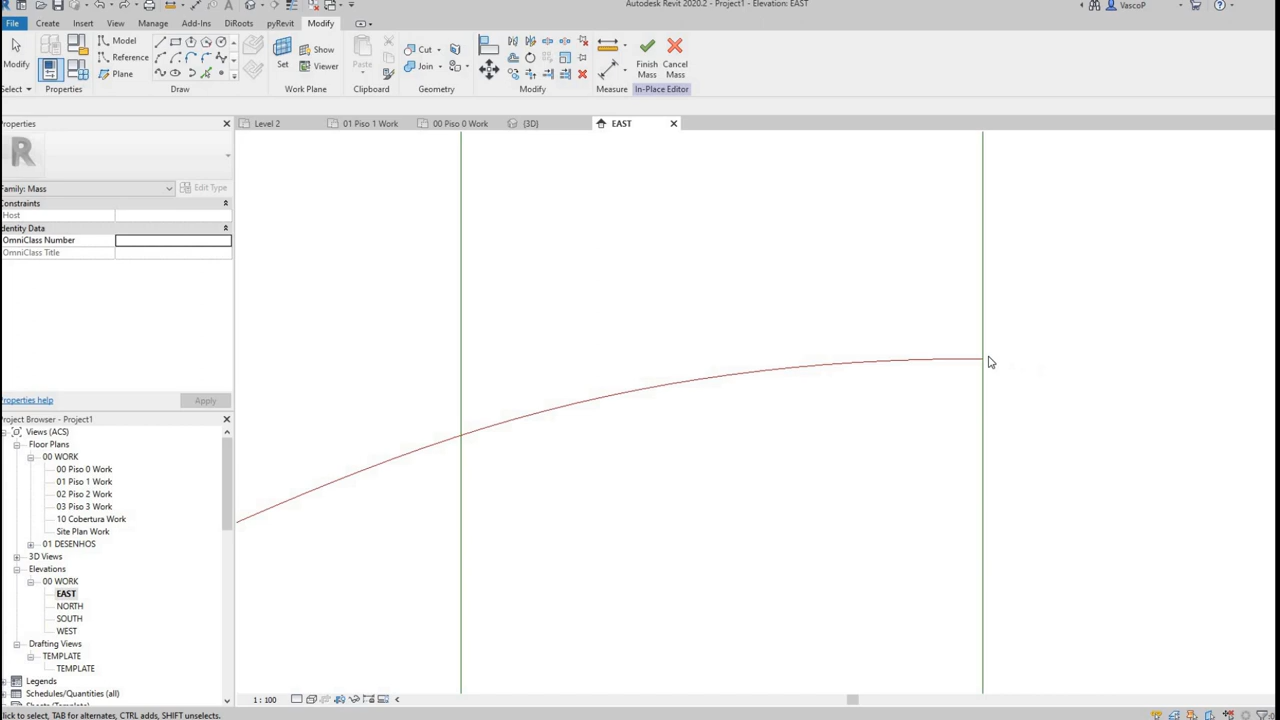 Autodesk Revit 2020.2 - Project1 - Elevation: EAST
VascoP
File Create Insert View Manage Add-Ins DiRoots pyRevit Modify
Modify
Model
Reference
Plane
Set
Show
Viewer
Paste
Cut
Join
Finish Mass
Cancel Mass
Select Properties Draw Work Plane Clipboard Geometry Modify Measure In-Place Editor
Properties
Level 2 01 Piso 1 Work 00 Piso 0 Work {3D} EAST
R
Family: Mass Edit Type
Constraints
Host
Identity Data
OmniClass Number
OmniClass Title
Properties help Apply
Project Browser - Project1
Views (ACS)
Floor Plans
00 WORK
00 Piso 0 Work
01 Piso 1 Work
02 Piso 2 Work
03 Piso 3 Work
10 Cobertura Work
Site Plan Work
01 DESENHOS
3D Views
Elevations
00 WORK
EAST
NORTH
SOUTH
WEST
Drafting Views
TEMPLATE
TEMPLATE
Legends
Schedules/Quantities (all)
1 : 100
lick to select, TAB for alternates, CTRL adds, SHIFT unselects.